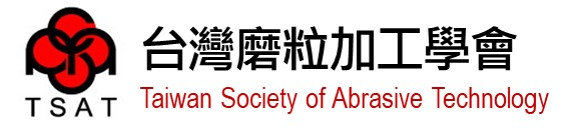 台灣磨粒加工學會
TSAT
Taiwan Society of Abrasive Technology